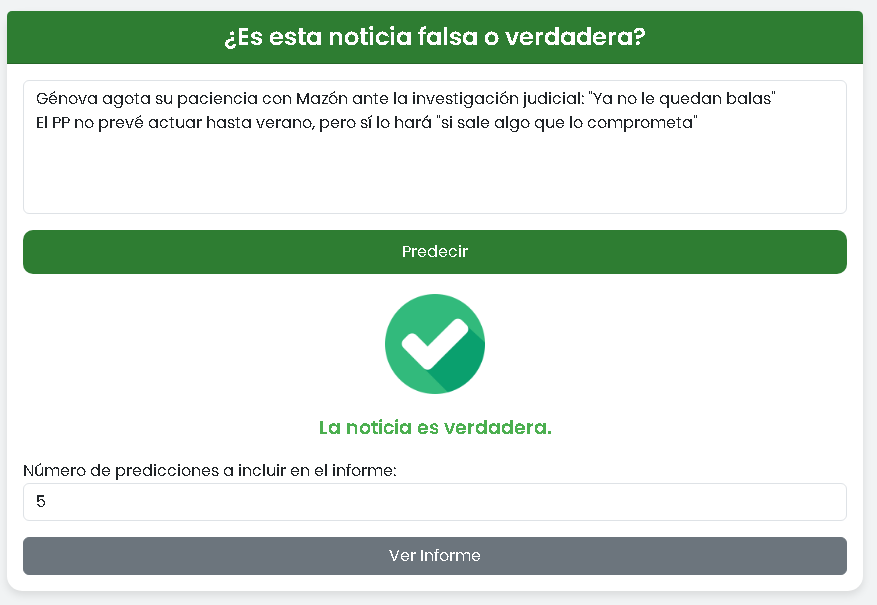 ¿Es esta noticia falsa o verdadera?
Génova agota su paciencia con Mazón ante la investigación judicial: "Ya no le quedan balas"
El PP no prevé actuar hasta verano, pero sí lo hará "si sale algo que lo comprometa"
Predecir
La noticia es verdadera.
Número de predicciones a incluir en el informe:
5
Ver Informe